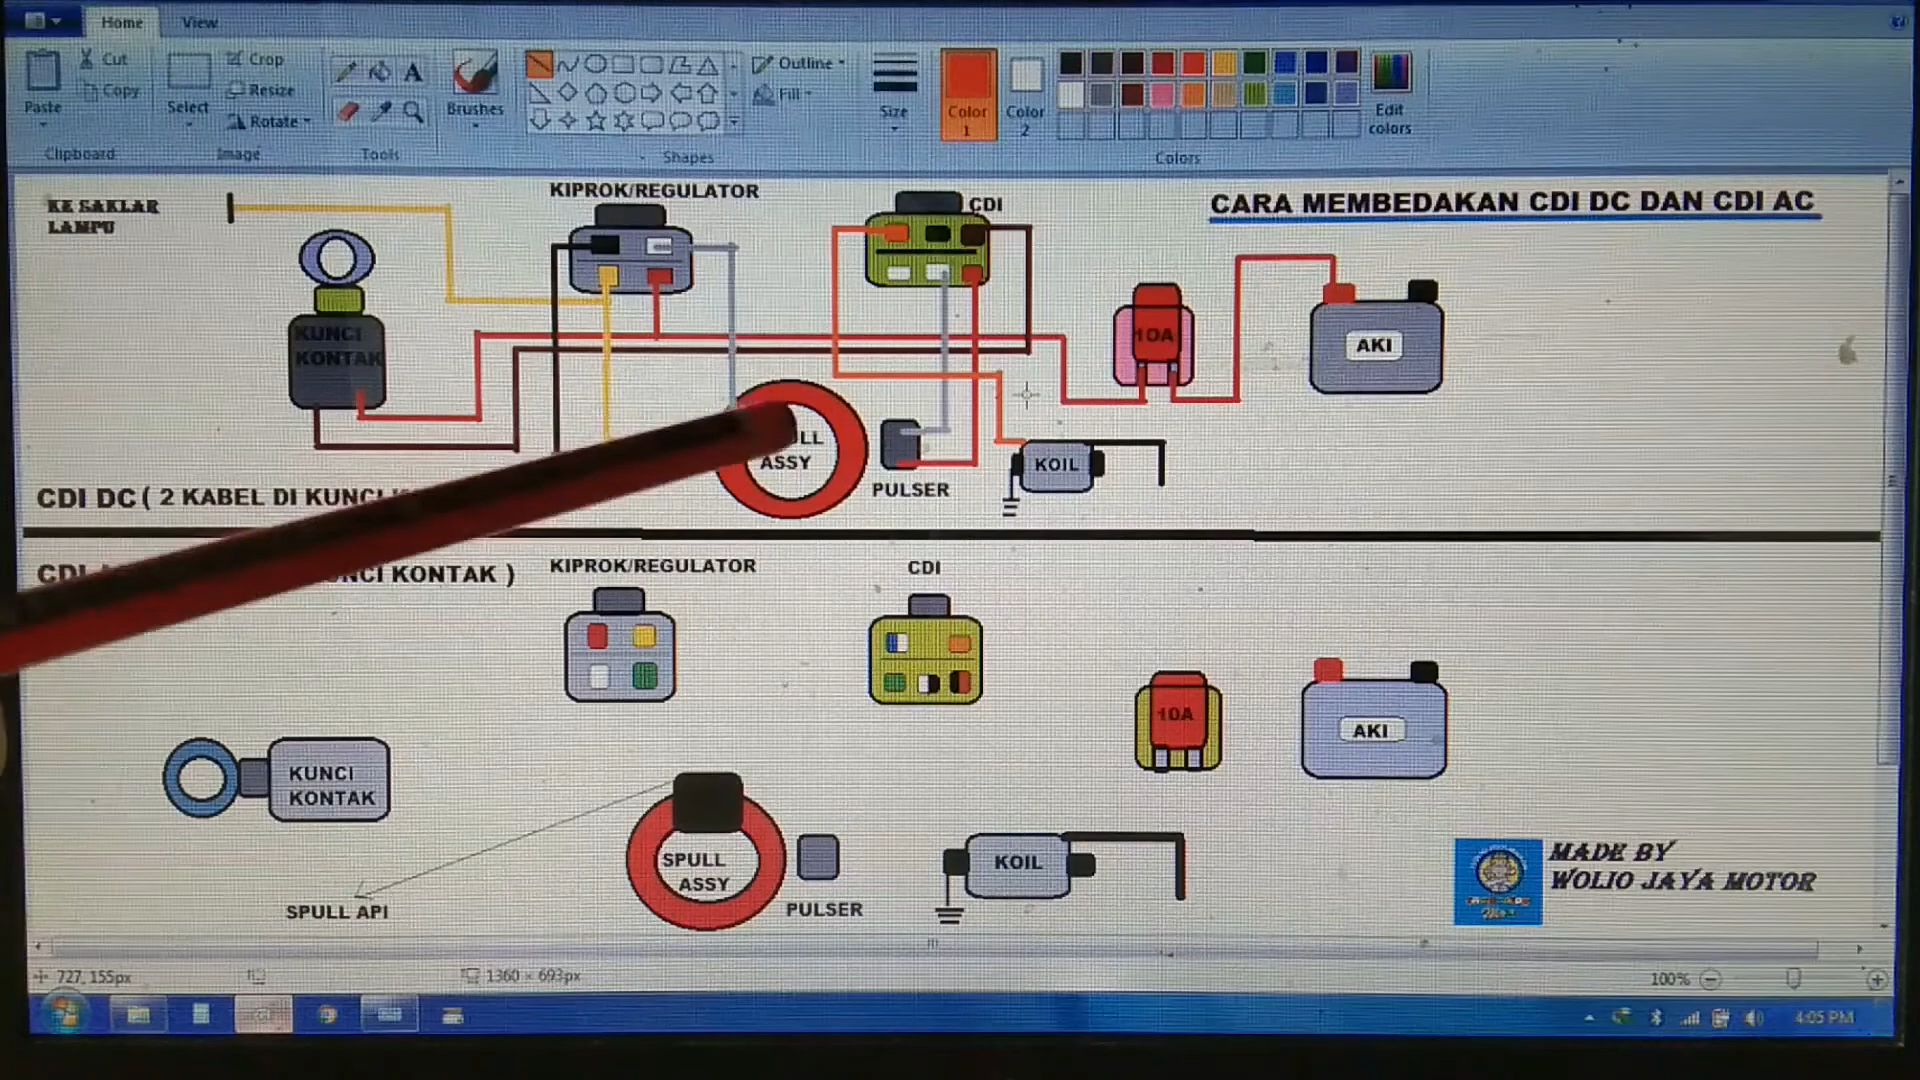 Home
View
Paste
Cut
Copy
Clipboard
Select
Crop
Resize
Rotate
Image
A
Tools
Brushes
Outline
Fill
Shapes
Size
Color 1
Color 2
Edit colors
Colors
KE SAKLAR
LAMPU
KIPROK/REGULATOR
CDI
CARA MEMBEDAKAN CDI DC DAN CDI AC
KUNCI
KONTAK
10A
AKI
ASSY
PULSER
KOIL
CDI DC ( 2 KABEL DI
KONTAK )
KIPROK/REGULATOR
CDI
10A
AKI
KUNCI
KONTAK
SPULL
ASSY
PULSER
KOIL
SPULL API
MADE BY
WOLIO JAYA MOTOR
727, 155px
1360 × 693px
100%
4:05 PM